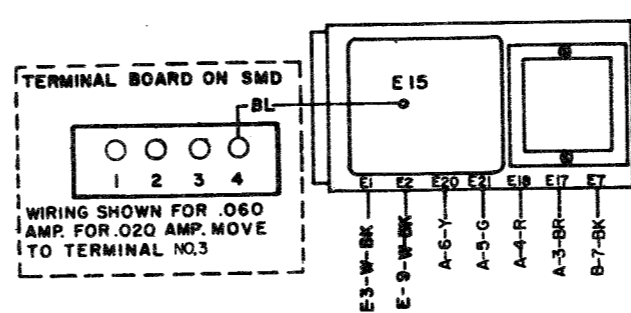 TERMINAL BOARD ON SMD
BL
E15
1 2 3 4
WIRING SHOWN FOR .060
AMP. FOR .020 AMP. MOVE
TO TERMINAL NO.3
E1 E2 E20 E21 E18 E17 E7
E3-W-BK
E-9-W-BK
A-6-Y
A-5-G
A-4-R
A-3-BR
B-7-BK